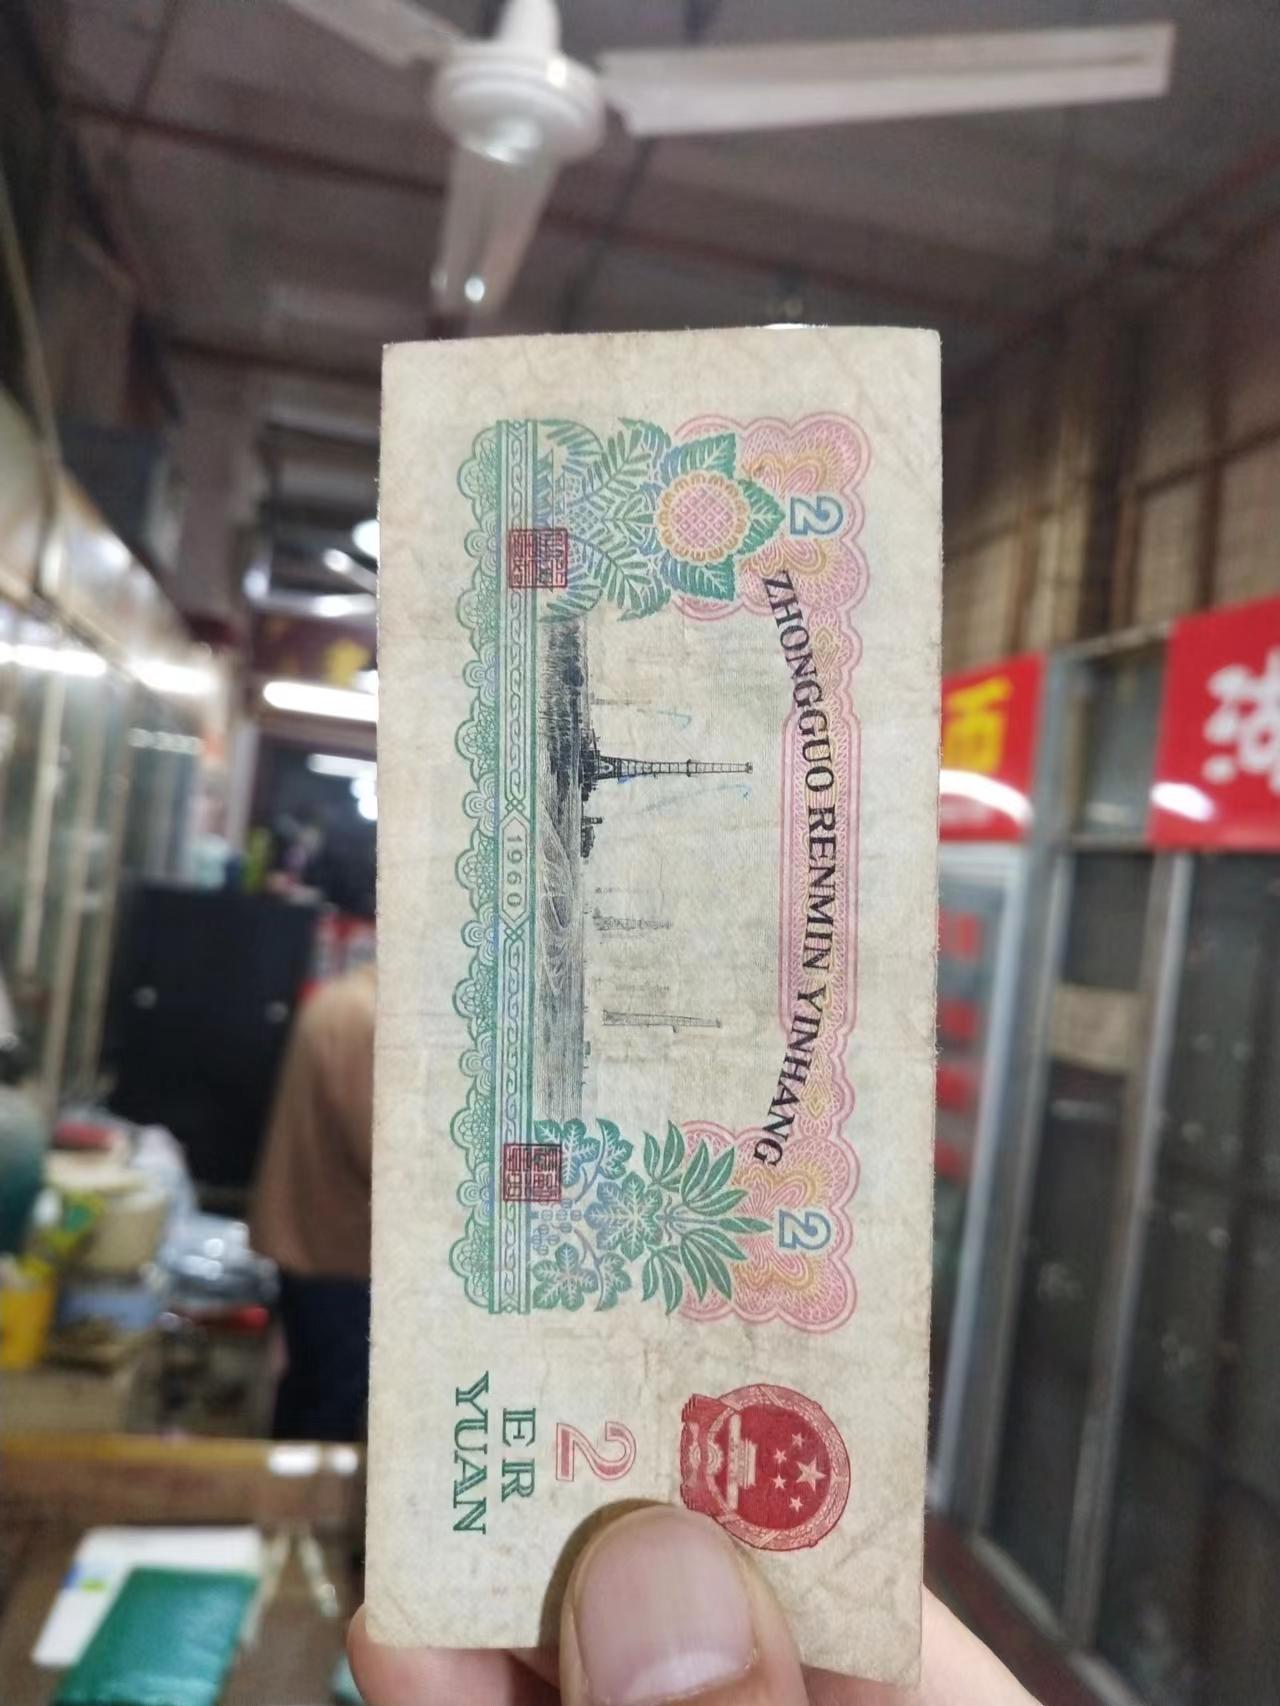 ZHONGGUO RENMIN YINHANG
2
2
1960
2
ER
YUAN